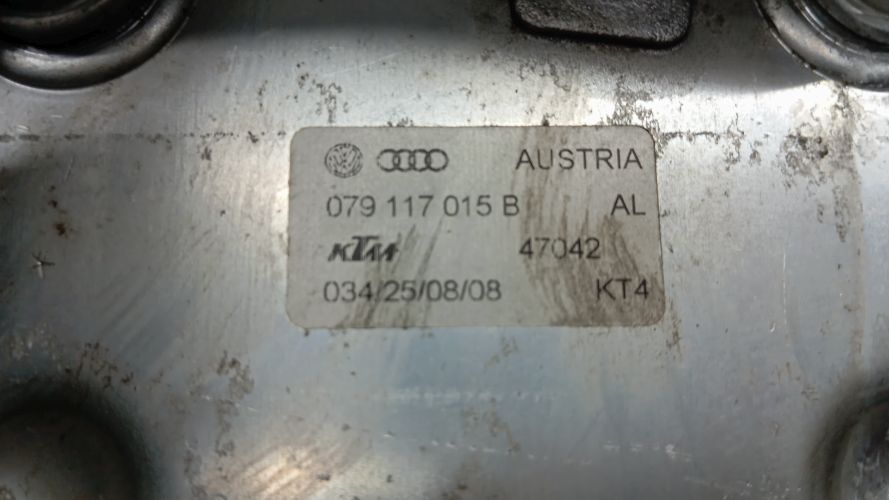 AUSTRIA
079 117 015 B AL
KTM 47042
034/25/08/08 KT4